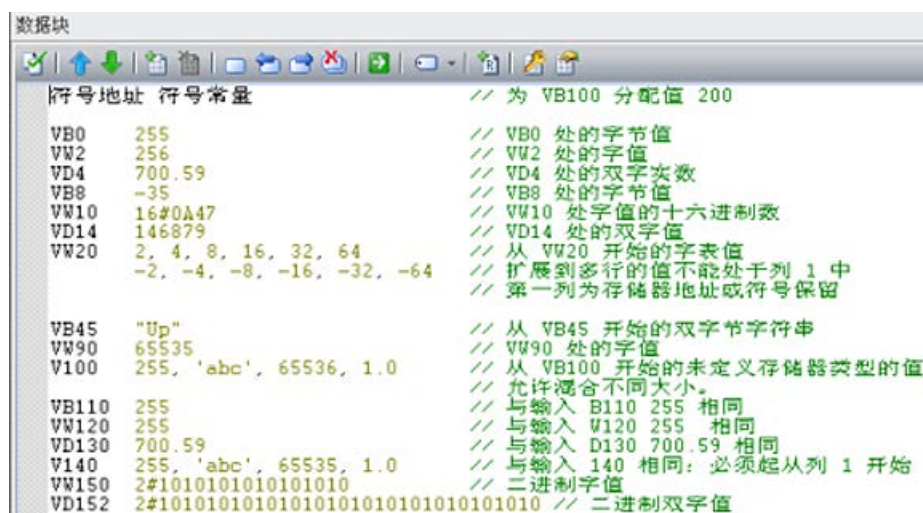 数据块
符号地址 符号常量 // 为 VB100 分配值 200
VB0 255 // VB0 处的字节值
VW2 256 // VW2 处的字值
VD4 700.59 // VD4 处的双字实数
VB8 -35 // VB8 处的字节值
VW10 16#0A47 // VW10 处字值的十六进制数
VD14 146879 // VD14 处的双字值
VW20 2, 4, 8, 16, 32, 64 // 从 VW20 开始的字表值
-2, -4, -8, -16, -32, -64 // 扩展到多行的值不能处于列 1 中
// 第一列为存储器地址或符号保留
VB45 "Up" // 从 VB45 开始的双字节字符串
VW90 65535 // VW90 处的字值
V100 255, 'abc', 65536, 1.0 // 从 VB100 开始的未定义存储器类型的值
// 允许混合不同大小。
VB110 255 // 与输入 B110 255 相同
VW120 255 // 与输入 W120 255 相同
VD130 700.59 // 与输入 D130 700.59 相同
V140 255, 'abc', 65535, 1.0 // 与输入 140 相同: 必须起从列 1 开始
VW150 2#1010101010101010 // 二进制字值
VD152 2#10101010101010101010101010101010 // 二进制双字值